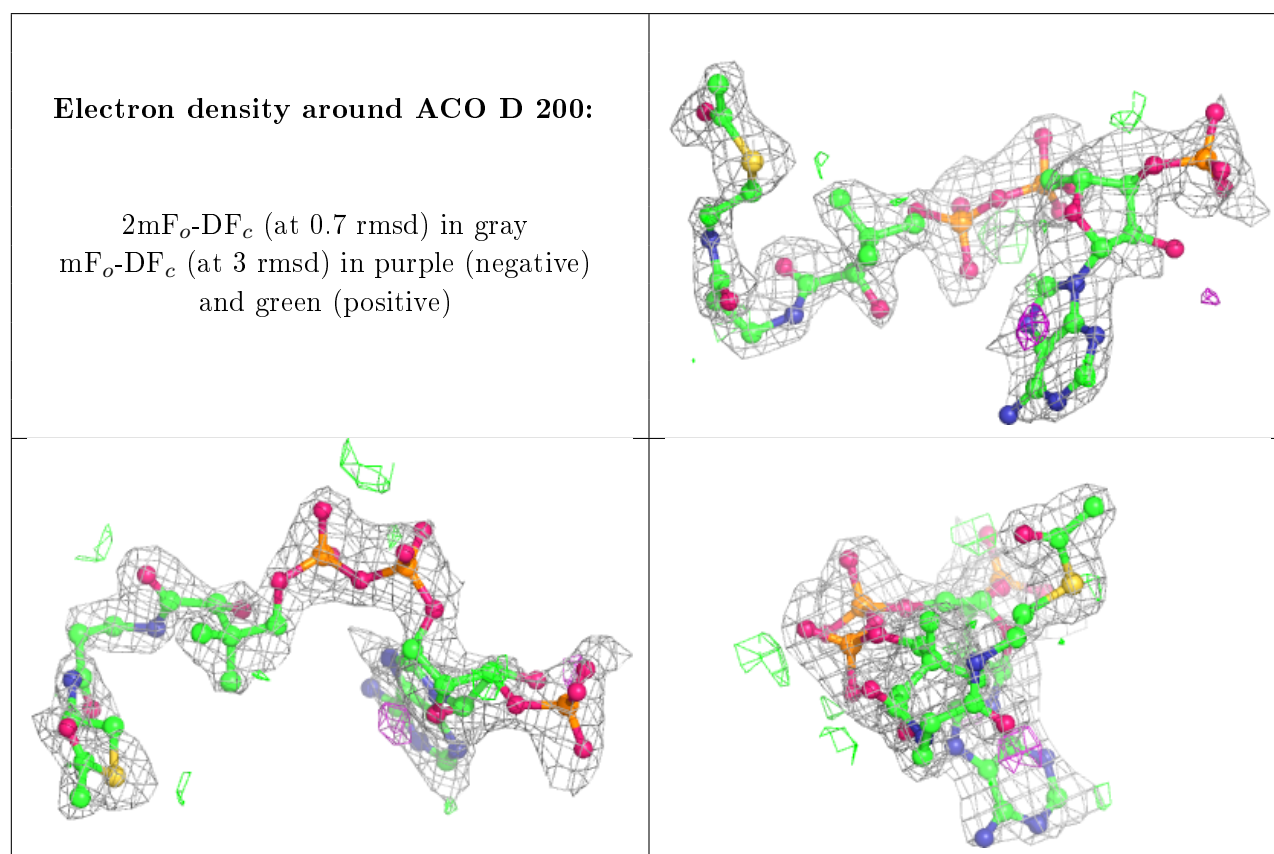 Electron density around ACO D 200:
2mFo-DFc (at 0.7 rmsd) in gray
mFo-DFc (at 3 rmsd) in purple (negative)
and green (positive)